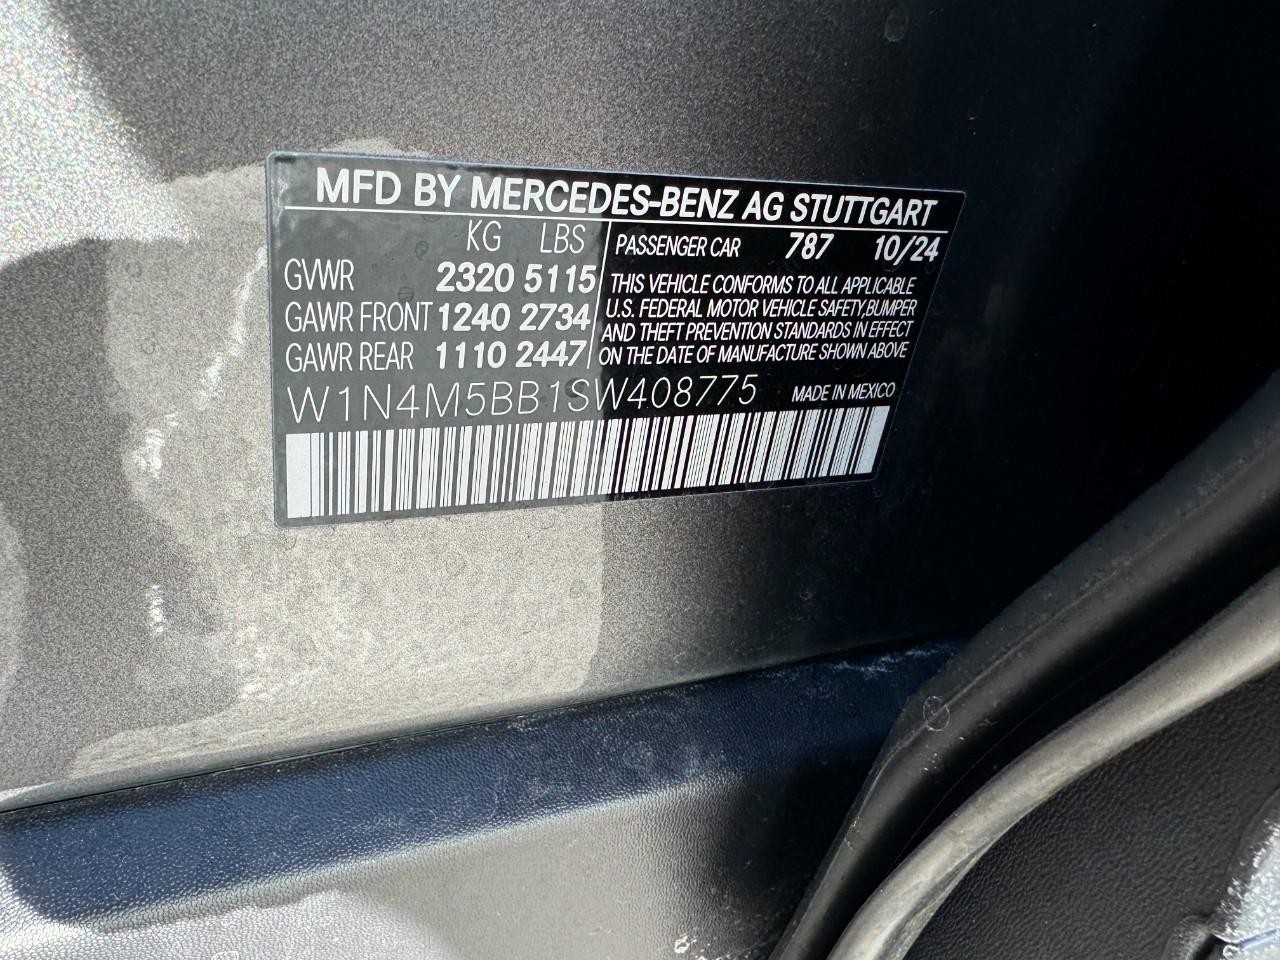 MFD BY MERCEDES-BENZ AG STUTTGART
KG LBS
GVWR 2320 5115
GAWR FRONT 1240 2734
GAWR REAR 1110 2447
PASSENGER CAR 787 10/24
THIS VEHICLE CONFORMS TO ALL APPLICABLE
U.S. FEDERAL MOTOR VEHICLE SAFETY,BUMPER
AND THEFT PREVENTION STANDARDS IN EFFECT
ON THE DATE OF MANUFACTURE SHOWN ABOVE
W1N4M5BB1SW408775 MADE IN MEXICO